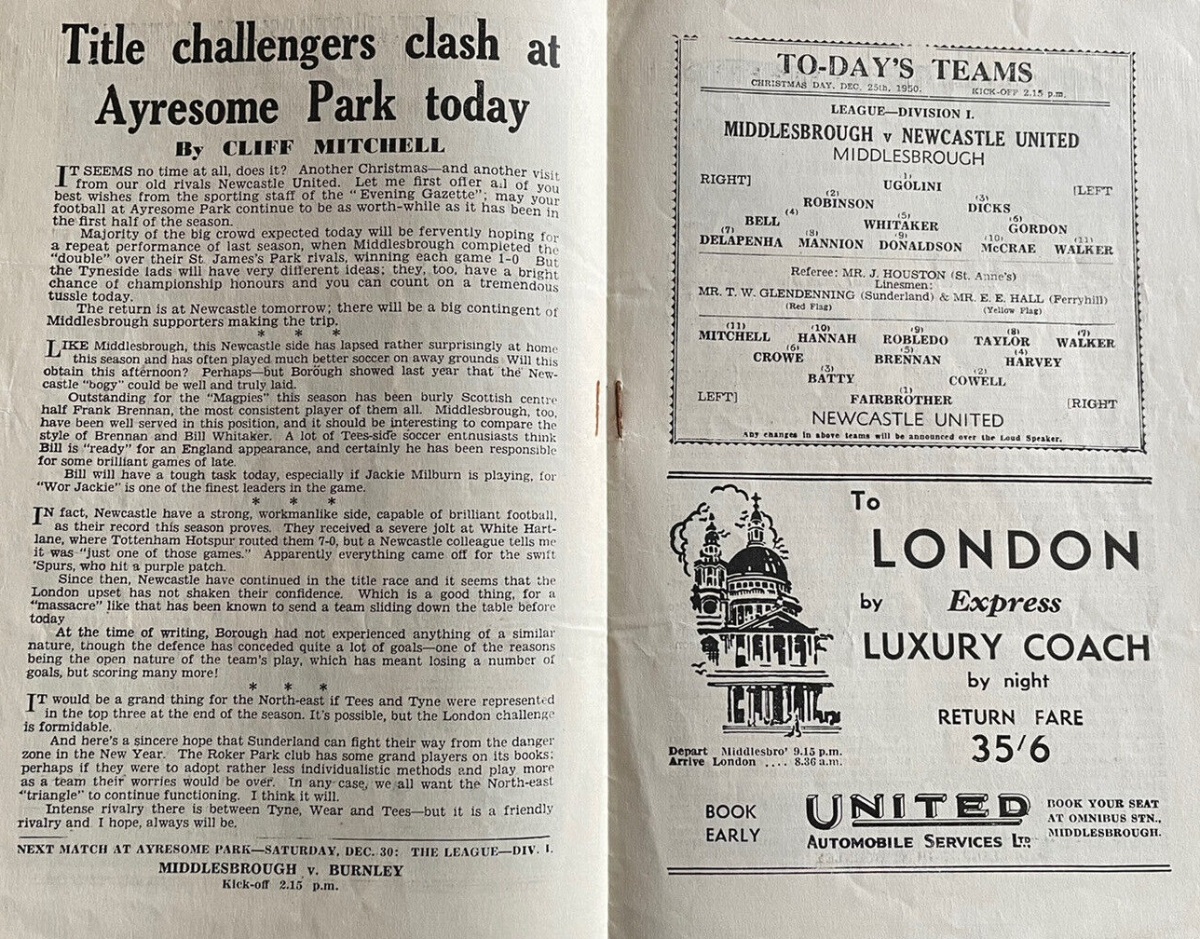 Title challengers clash at
Ayresome Park today
By CLIFF MITCHELL
IT SEEMS no time at all, does it? Another Christmas—and another visit
from our old rivals Newcastle United. Let me first offer all of you
best wishes from the sporting staff of the "Evening Gazette"; may your
football at Ayresome Park continue to be as worth-while as it has been in
the first half of the season.
Majority of the big crowd expected today will be fervently hoping for
a repeat performance of last season, when Middlesbrough completed the
"double" over their St. James's Park rivals, winning each game 1-0 But
the Tyneside lads will have very different ideas; they, too, have a bright
chance of championship honours and you can count on a tremendous
tussle today.
The return is at Newcastle tomorrow; there will be a big contingent of
Middlesbrough supporters making the trip.
* * *
LIKE Middlesbrough, this Newcastle side has lapsed rather surprisingly at home
this season and has often played much better soccer on away grounds Will this
obtain this afternoon? Perhaps—but Borough showed last year that the New-
castle "bogy" could be well and truly laid.
Outstanding for the "Magpies" this season has been burly Scottish centre
half Frank Brennan, the most consistent player of them all. Middlesbrough, too,
have been well served in this position, and it should be interesting to compare the
style of Brennan and Bill Whitaker. A lot of Tees-side soccer enthusiasts think
Bill is "ready" for an England appearance, and certainly he has been responsible
for some brilliant games of late.
Bill will have a tough task today, especially if Jackie Milburn is playing, for
"Wor Jackie" is one of the finest leaders in the game.
* * *
IN fact, Newcastle have a strong, workmanlike side, capable of brilliant football,
as their record this season proves. They received a severe jolt at White Hart-
lane, where Tottenham Hotspur routed them 7-0, but a Newcastle colleague tells me
it was "just one of those games." Apparently everything came off for the swift
'Spurs, who hit a purple patch.
Since then, Newcastle have continued in the title race and it seems that the
London upset has not shaken their confidence. Which is a good thing, for a
"massacre" like that has been known to send a team sliding down the table before
today
At the time of writing, Borough had not experienced anything of a similar
nature, though the defence has conceded quite a lot of goals—one of the reasons
being the open nature of the team's play, which has meant losing a number of
goals, but scoring many more!
* * *
IT would be a grand thing for the North-east if Tees and Tyne were represented
in the top three at the end of the season. It's possible, but the London challenge
is formidable.
And here's a sincere hope that Sunderland can fight their way from the danger
zone in the New Year. The Roker Park club has some grand players on its books;
perhaps if they were to adopt rather less individualistic methods and play more
as a team their worries would be over. In any case, we all want the North-east
"triangle" to continue functioning. I think it will.
Intense rivalry there is between Tyne, Wear and Tees—but it is a friendly
rivalry and I hope, always will be.
NEXT MATCH AT AYRESOME PARK—SATURDAY, DEC. 30: THE LEAGUE—DIV. I.
MIDDLESBROUGH v. BURNLEY
Kick-off 2.15 p.m.
TO-DAY'S TEAMS
CHRISTMAS DAY, DEC. 25th, 1950. KICK-OFF 2.15 p.m.
LEAGUE—DIVISION I.
MIDDLESBROUGH v NEWCASTLE UNITED
MIDDLESBROUGH
RIGHT] (1) [LEFT
UGOLINI
(2) (3)
ROBINSON DICKS
(4) (5) (6)
BELL WHITAKER GORDON
(7) (8) (9) (10) (11)
DELAPENHA MANNION DONALDSON McCRAE WALKER
Referee: MR. J. HOUSTON (St. Anne's)
Linesmen:
MR. T. W. GLENDENNING (Sunderland) & MR. E. E. HALL (Ferryhill)
(Red Flag) (Yellow Flag)
(11) (10) (9) (8) (7)
MITCHELL HANNAH ROBLEDO TAYLOR WALKER
(6) (5) (4)
CROWE BRENNAN HARVEY
(3) (2)
BATTY COWELL
(1)
LEFT] FAIRBROTHER [RIGHT
NEWCASTLE UNITED
Any changes in above teams will be announced over the Loud Speaker.
To
LONDON
by Express
LUXURY COACH
by night
RETURN FARE
35/6
Depart Middlesbro' 9.15 p.m.
Arrive London .... 8.36 a.m.
BOOK
EARLY
UNITED
AUTOMOBILE SERVICES LTD
BOOK YOUR SEAT
AT OMNIBUS STN.,
MIDDLESBROUGH.